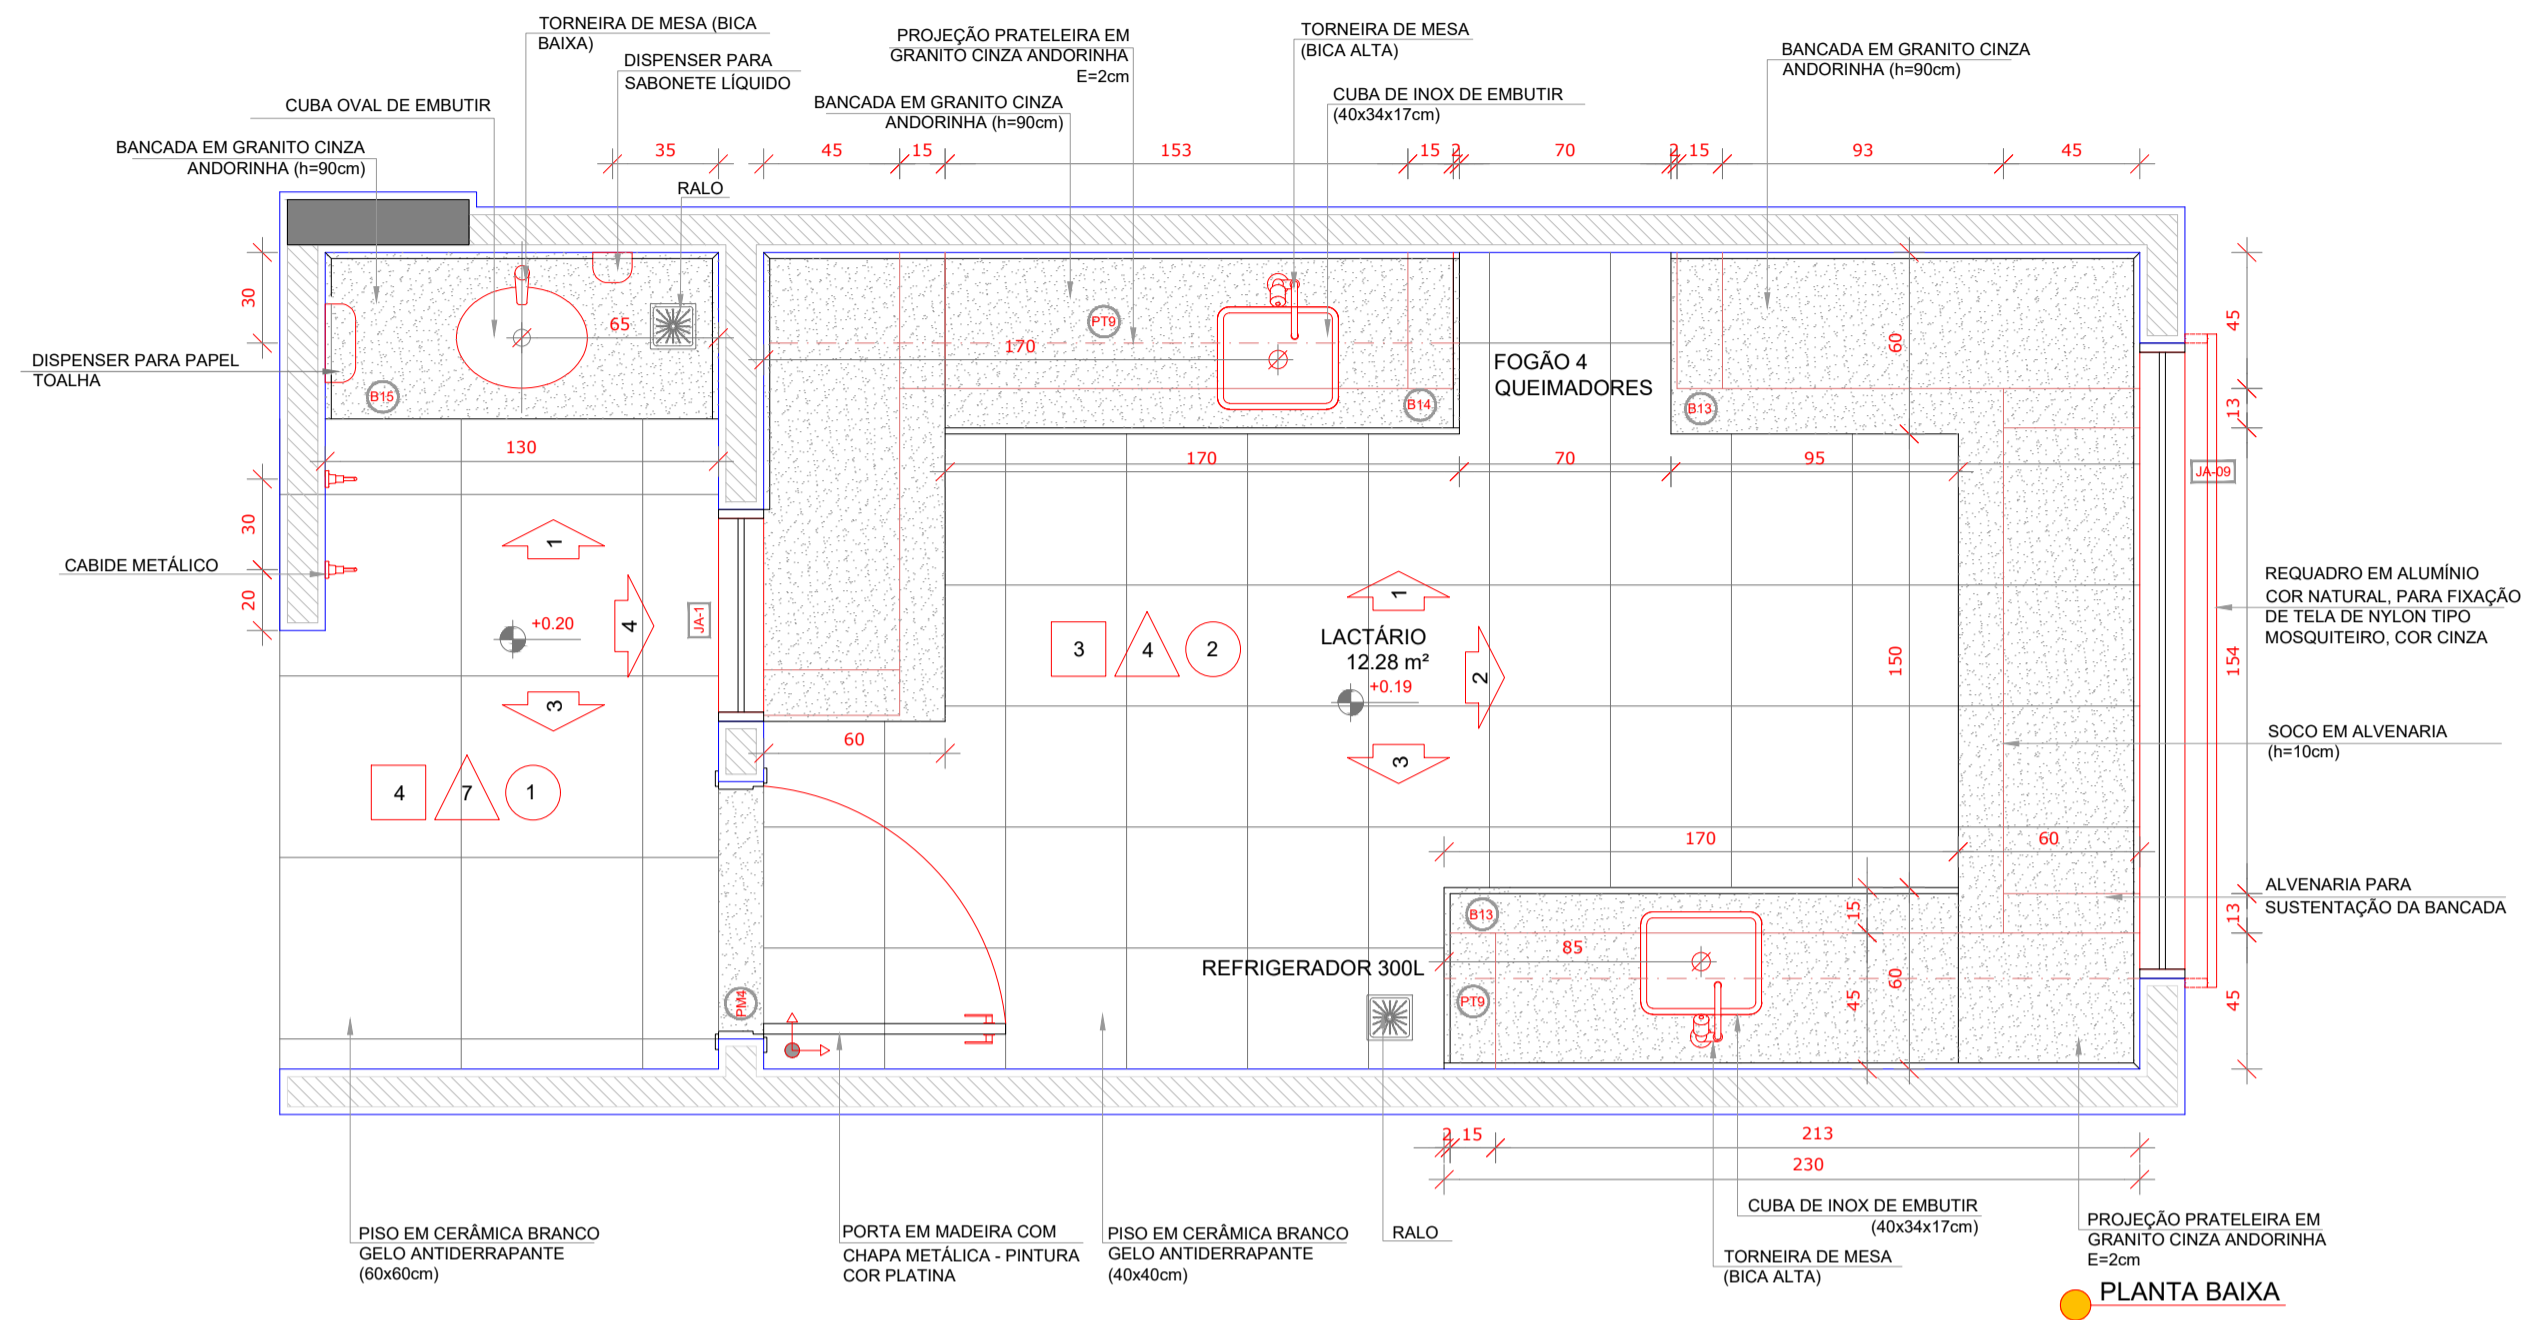 TORNEIRA DE MESA (BICA
BAIXA)
DISPENSER PARA
SABONETE LÍQUIDO
CUBA OVAL DE EMBUTIR
BANCADA EM GRANITO CINZA
ANDORINHA (h=90cm)
RALO
PROJEÇÃO PRATELEIRA EM
GRANITO CINZA ANDORINHA
E=2cm
BANCADA EM GRANITO CINZA
ANDORINHA (h=90cm)
TORNEIRA DE MESA
(BICA ALTA)
CUBA DE INOX DE EMBUTIR
(40x34x17cm)
BANCADA EM GRANITO CINZA
ANDORINHA (h=90cm)
35
45
15
153
15
2
70
2
15
93
45
30
65
DISPENSER PARA PAPEL
TOALHA
B15
130
30
20
CABIDE METÁLICO
PT9
170
B14
FOGÃO 4
QUEIMADORES
B13
60
45
13
170
70
95
JA-09
1
+0.20
4
JA-1
3
4
7
1
60
3
4
2
1
LACTÁRIO
12.28 m²
+0.19
2
3
150
154
REQUADRO EM ALUMÍNIO
COR NATURAL, PARA FIXAÇÃO
DE TELA DE NYLON TIPO
MOSQUITEIRO, COR CINZA
SOCO EM ALVENARIA
(h=10cm)
170
60
ALVENARIA PARA
SUSTENTAÇÃO DA BANCADA
B13
15
13
85
REFRIGERADOR 300L
PT9
45
60
45
PM4
2
15
213
230
PISO EM CERÂMICA BRANCO
GELO ANTIDERRAPANTE
(60x60cm)
PORTA EM MADEIRA COM
CHAPA METÁLICA - PINTURA
COR PLATINA
PISO EM CERÂMICA BRANCO
GELO ANTIDERRAPANTE
(40x40cm)
RALO
CUBA DE INOX DE EMBUTIR
(40x34x17cm)
TORNEIRA DE MESA
(BICA ALTA)
PROJEÇÃO PRATELEIRA EM
GRANITO CINZA ANDORINHA
E=2cm
PLANTA BAIXA